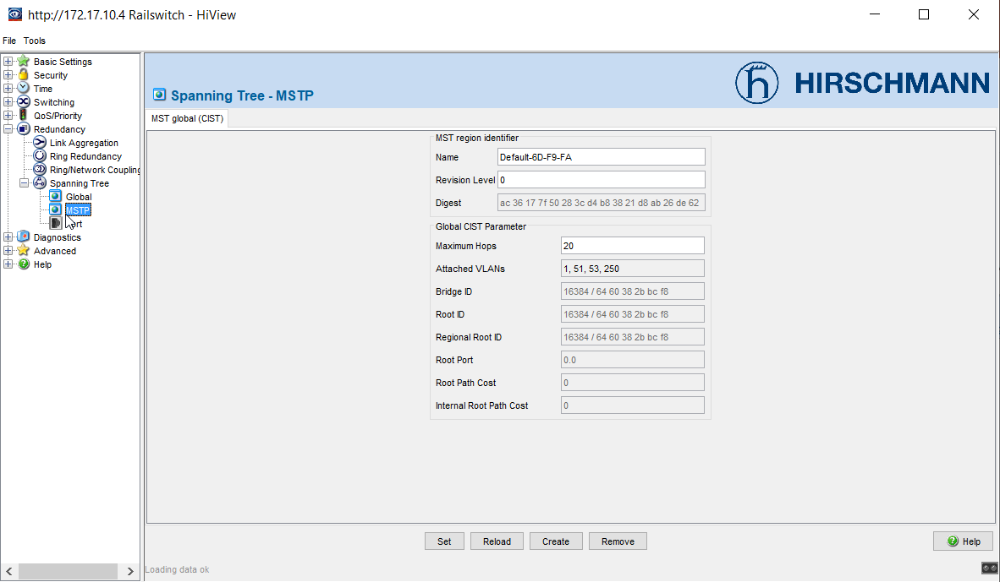 http://172.17.10.4 Railswitch - HiView
File Tools
Basic Settings
Security
Time
Switching
QoS/Priority
Redundancy
Link Aggregation
Ring Redundancy
Ring/Network Coupling
Spanning Tree
Global
MSTP
Diagnostics
Advanced
Help
Spanning Tree - MSTP
HIRSCHMANN
MST global (CIST)
MST region identifier
Name Default-6D-F9-FA
Revision Level 0
Digest ac 36 17 7f 50 28 3c d4 b8 38 21 d8 ab 26 de 62
Global CIST Parameter
Maximum Hops 20
Attached VLANs 1, 51, 53, 250
Bridge ID 16384 / 64 60 38 2b bc f8
Root ID 16384 / 64 60 38 2b bc f8
Regional Root ID 16384 / 64 60 38 2b bc f8
Root Port 0.0
Root Path Cost 0
Internal Root Path Cost 0
Set Reload Create Remove Help
Loading data ok